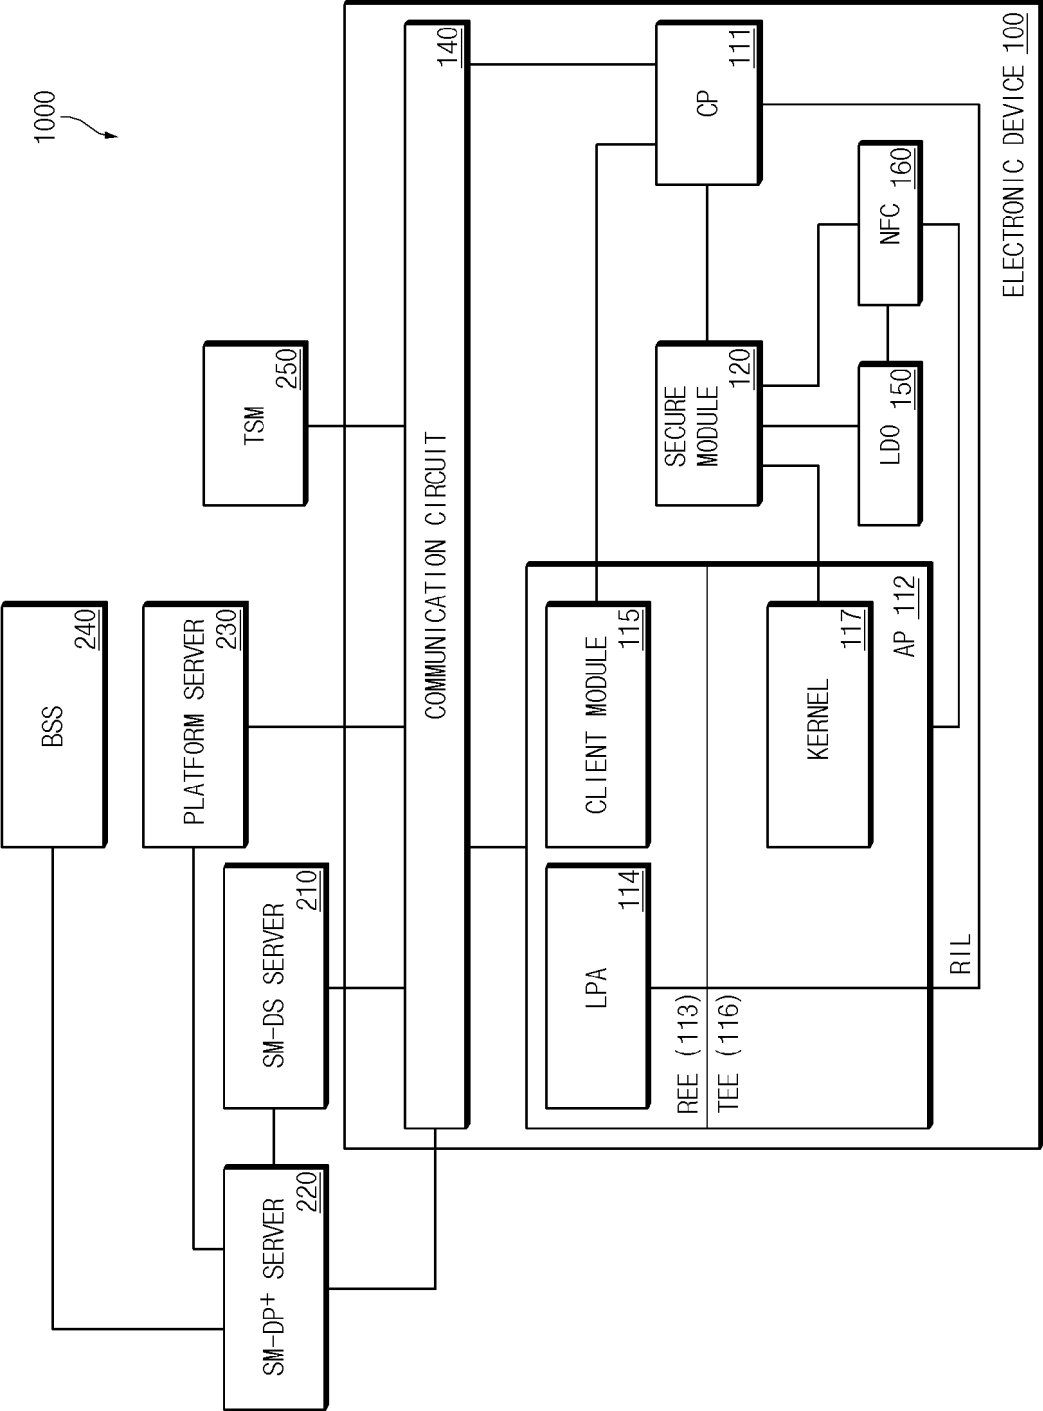 1000
BSS
240
PLATFORM SERVER
230
TSM
250
SM-DP+ SERVER
220
SM-DS SERVER
210
COMMUNICATION CIRCUIT
140
LPA
114
CLIENT MODULE
115
REE (113)
TEE (116)
KERNEL
117
AP 112
SECURE
MODULE
120
CP
111
LDO
150
NFC
160
RIL
ELECTRONIC DEVICE 100